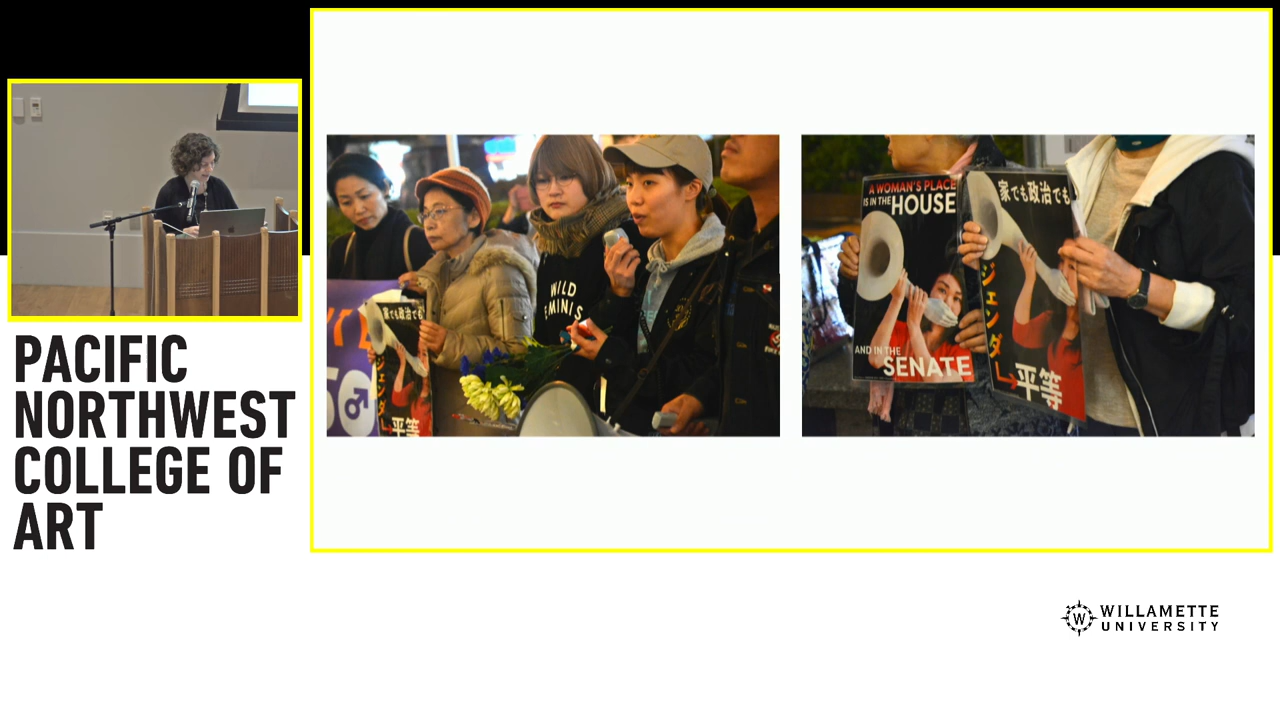 PACIFIC
NORTHWEST
COLLEGE OF
ART
家でも政治でも
ジェンダー
平等
50
WILD
FEMINIS
A WOMAN'S PLACE
IS IN THE HOUSE
AND IN THE
SENATE
家でも政治でも
ジェンダー
平等
W
WILLAMETTE
UNIVERSITY